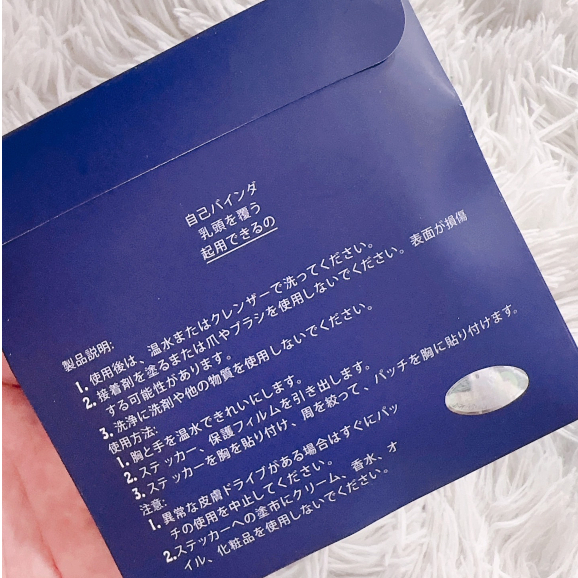 自己バインダ
乳頭を覆う
起用できるの
製品説明:
1. 使用後は、温水またはクレンザーで洗ってください。
2. 接着剤を塗るまたは爪やブラシを使用しないでください。表面が損傷
する可能性があります。
3. 洗浄に洗剤や他の物質を使用しないでください。
使用方法:
1. 胸と手を温水できれいにします。
2. ステッカー、保護フィルムを引き出します。
3. ステッカーを胸を貼り付け、周を絞って、パッチを胸に貼り付けます。
注意:
1. 異常な皮膚ドライブがある場合はすぐにパッ
チの使用を中止してください。
2.ステッカーへの塗市にクリーム、香水、オ
イル、化粧品を使用しないでください。